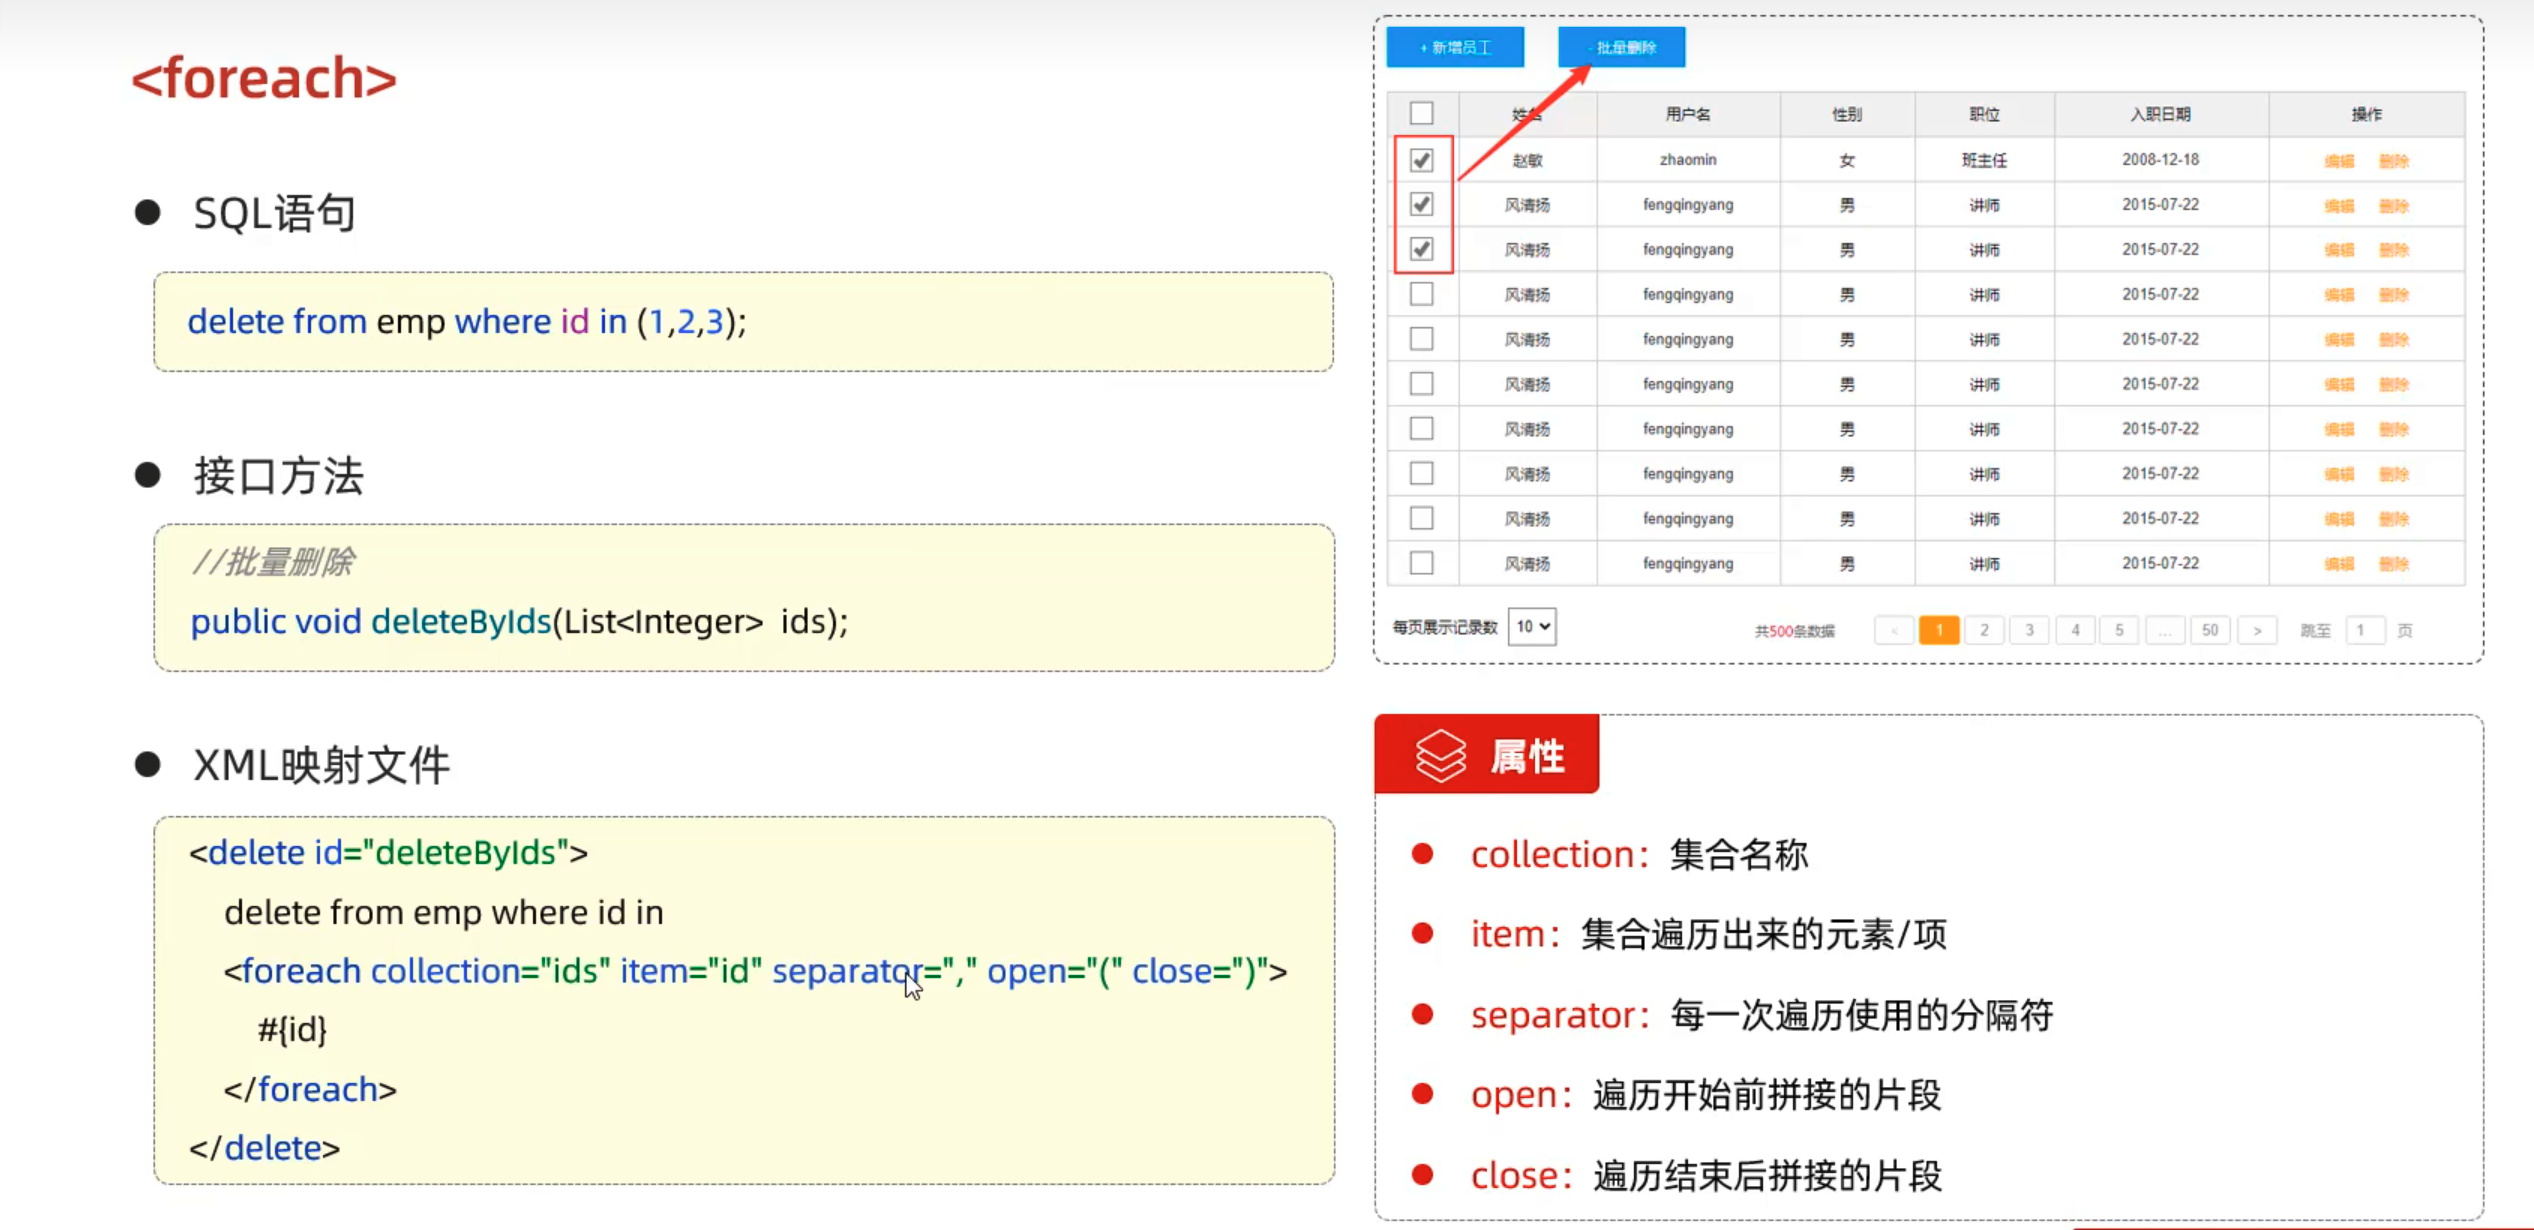 <foreach>
SQL语句
delete from emp where id in (1,2,3);
接口方法
//批量删除
public void deleteByIds(List<Integer> ids);
XML映射文件
<delete id="deleteByIds">
delete from emp where id in
<foreach collection="ids" item="id" separator="," open="(" close=")">
#{id}
</foreach>
</delete>
+ 新增员工 - 批量删除
姓名 用户名 性别 职位 入职日期 操作
赵敏 zhaomin 女 班主任 2008-12-18 编辑 删除
风清扬 fengqingyang 男 讲师 2015-07-22 编辑 删除
风清扬 fengqingyang 男 讲师 2015-07-22 编辑 删除
风清扬 fengqingyang 男 讲师 2015-07-22 编辑 删除
风清扬 fengqingyang 男 讲师 2015-07-22 编辑 删除
风清扬 fengqingyang 男 讲师 2015-07-22 编辑 删除
风清扬 fengqingyang 男 讲师 2015-07-22 编辑 删除
风清扬 fengqingyang 男 讲师 2015-07-22 编辑 删除
风清扬 fengqingyang 男 讲师 2015-07-22 编辑 删除
风清扬 fengqingyang 男 讲师 2015-07-22 编辑 删除
每页展示记录数 10 共500条数据 < 1 2 3 4 5 ... 50 > 跳至 1 页
属性
collection：集合名称
item：集合遍历出来的元素/项
separator：每一次遍历使用的分隔符
open：遍历开始前拼接的片段
close：遍历结束后拼接的片段